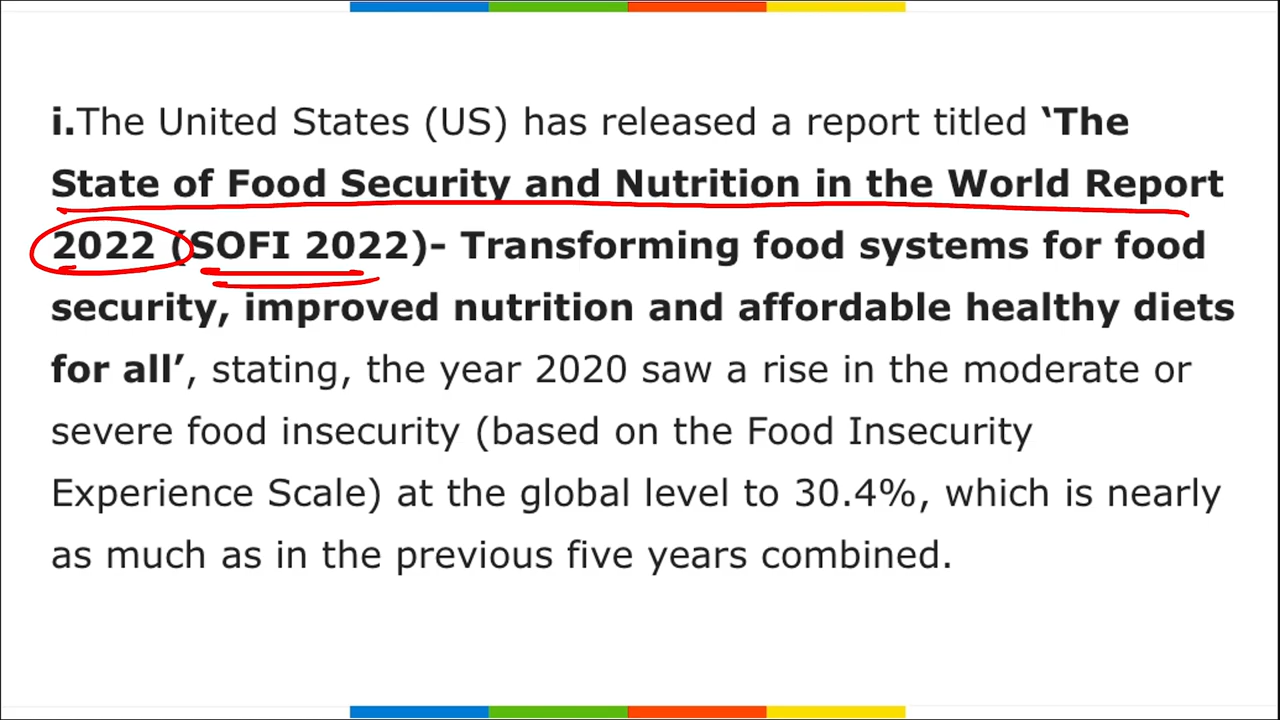 i.The United States (US) has released a report titled ‘The
State of Food Security and Nutrition in the World Report
2022 (SOFI 2022)- Transforming food systems for food
security, improved nutrition and affordable healthy diets
for all’, stating, the year 2020 saw a rise in the moderate or
severe food insecurity (based on the Food Insecurity
Experience Scale) at the global level to 30.4%, which is nearly
as much as in the previous five years combined.